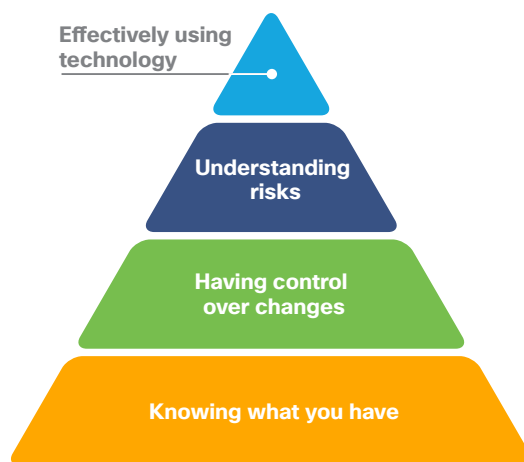 Effectively using
technology
Understanding
risks
Having control
over changes
Knowing what you have